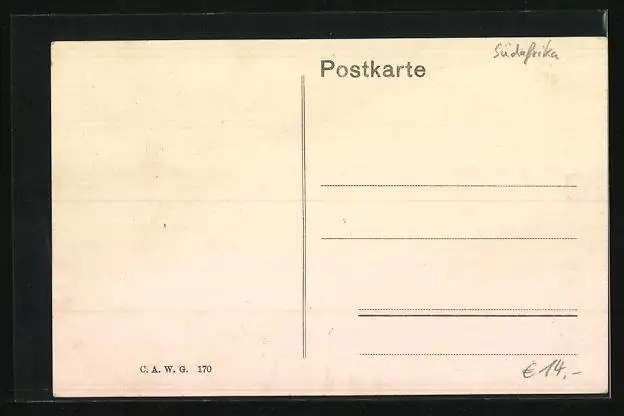 Südafrika
Postkarte
C. A. W. G. 170
€ 14,-